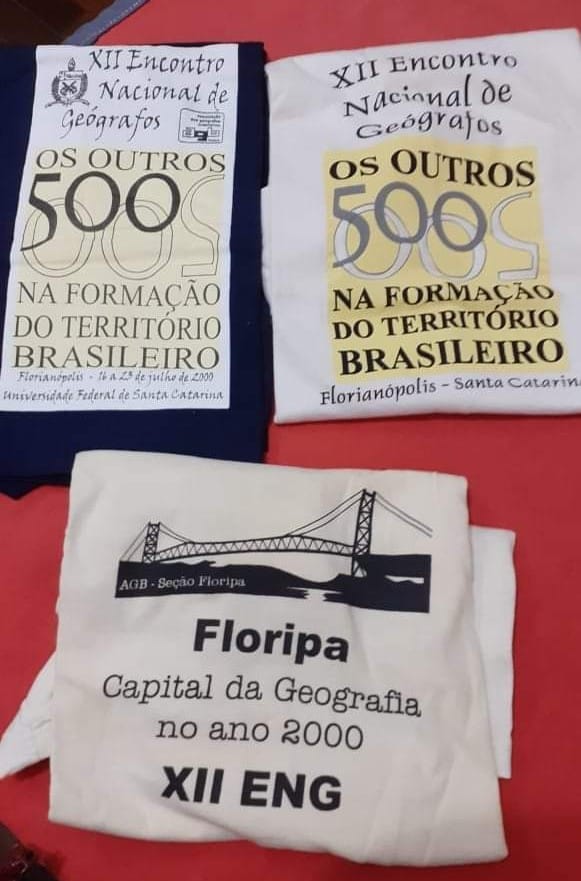 XII Encontro
Nacional de
Geógrafos
OS OUTROS
500
500
NA FORMAÇÃO
DO TERRITÓRIO
BRASILEIRO
Florianópolis - 16 a 23 de julho de 2000
Universidade Federal de Santa Catarina
XII Encontro
Nacional de
Geógrafos
OS OUTROS
500
500
NA FORMAÇÃO
DO TERRITÓRIO
BRASILEIRO
Florianópolis - Santa Catarina
AGB - Seção Floripa
Floripa
Capital da Geografia
no ano 2000
XII ENG